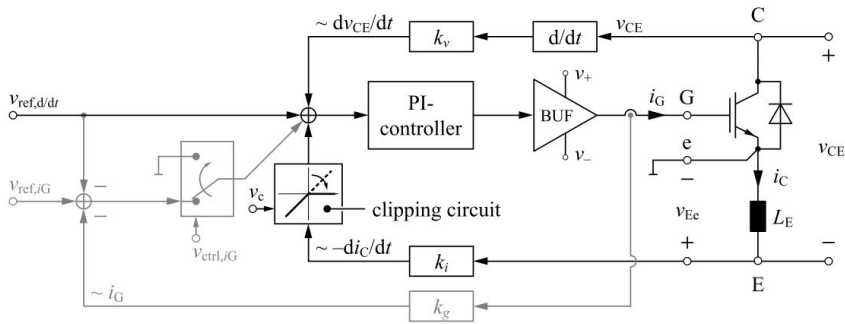 ~ dvCE/dt
kv
d/dt
vCE
C
+
vref,d/dt
PI-
controller
v+
BUF
v−
iG
G
e
−
vCE
vref,iG
−
−
vc
clipping circuit
iC
vEe
LE
vctrl,iG
~ −diC/dt
ki
+
−
E
~ iG
kg